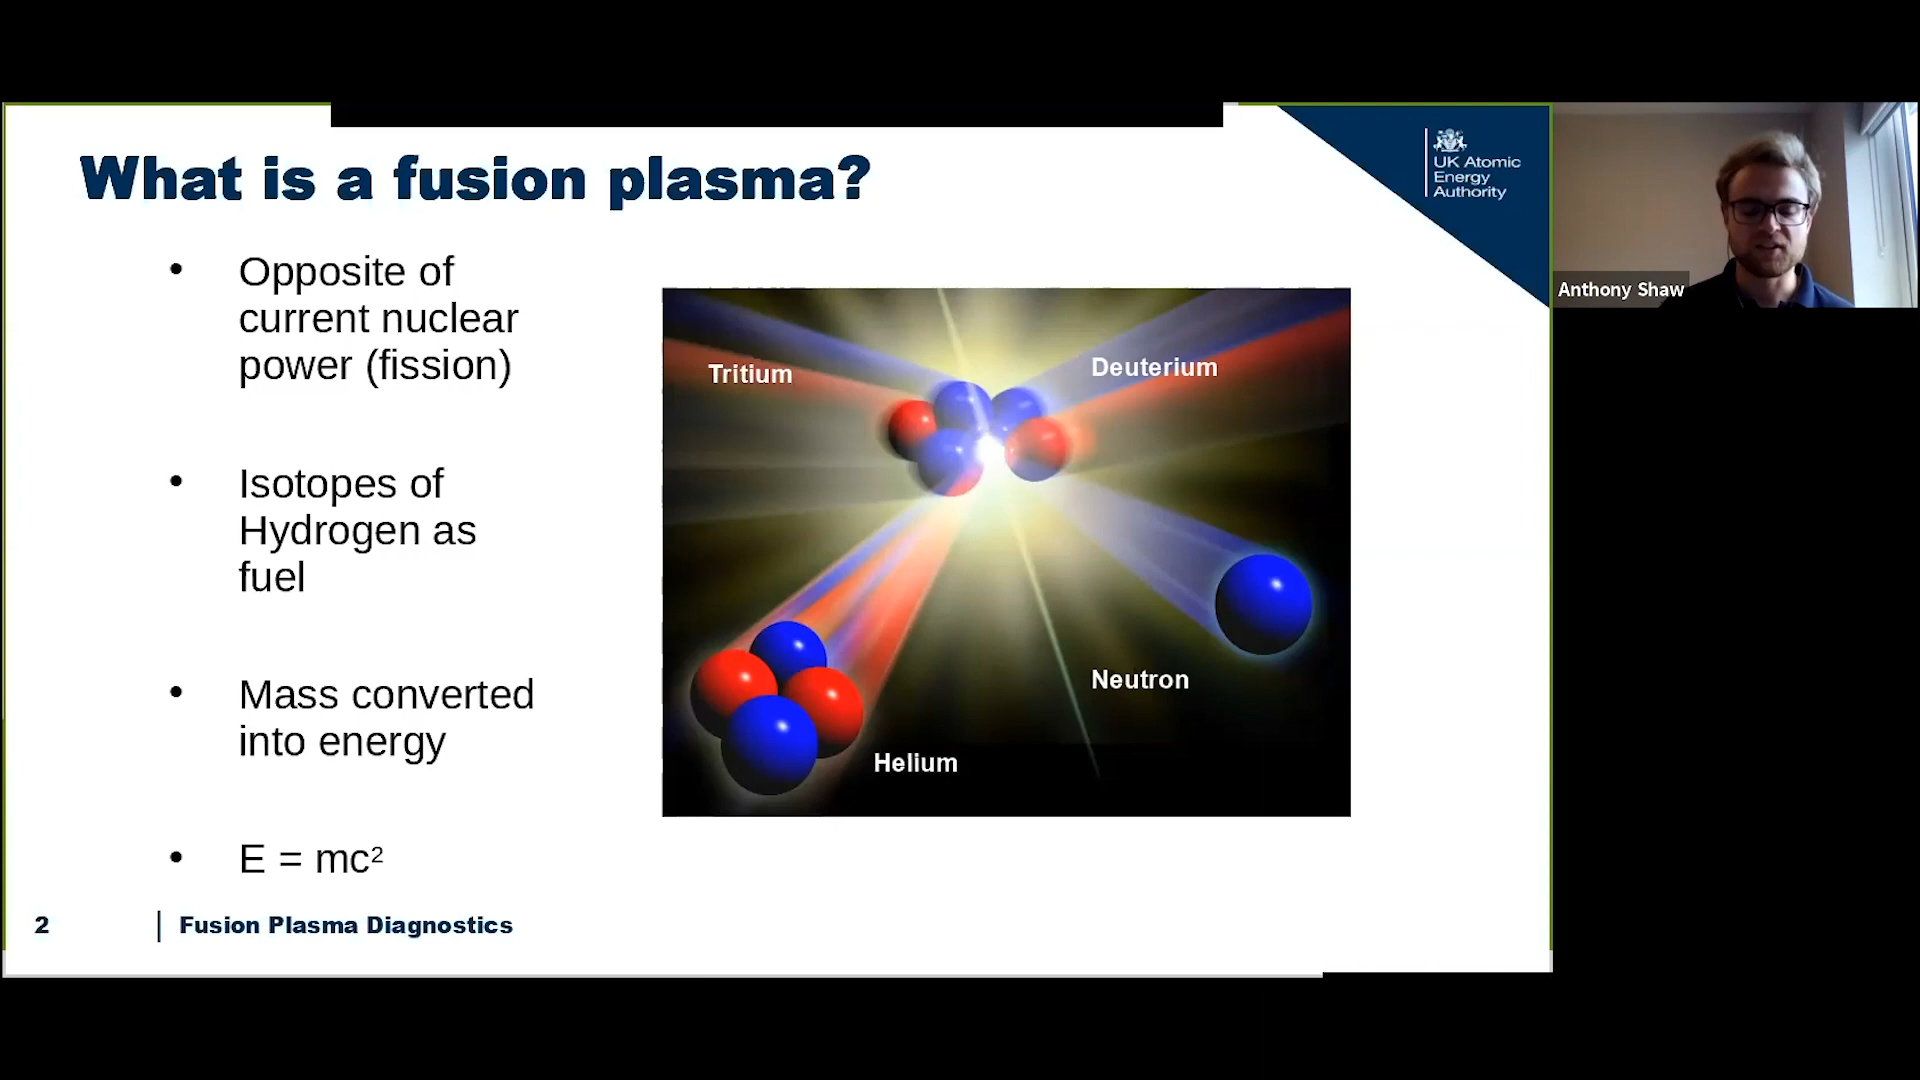 What is a fusion plasma?
UK Atomic
Energy
Authority
• Opposite of
current nuclear
power (fission)
• Isotopes of
Hydrogen as
fuel
• Mass converted
into energy
• E = mc²
Tritium
Deuterium
Neutron
Helium
2
Fusion Plasma Diagnostics
Anthony Shaw